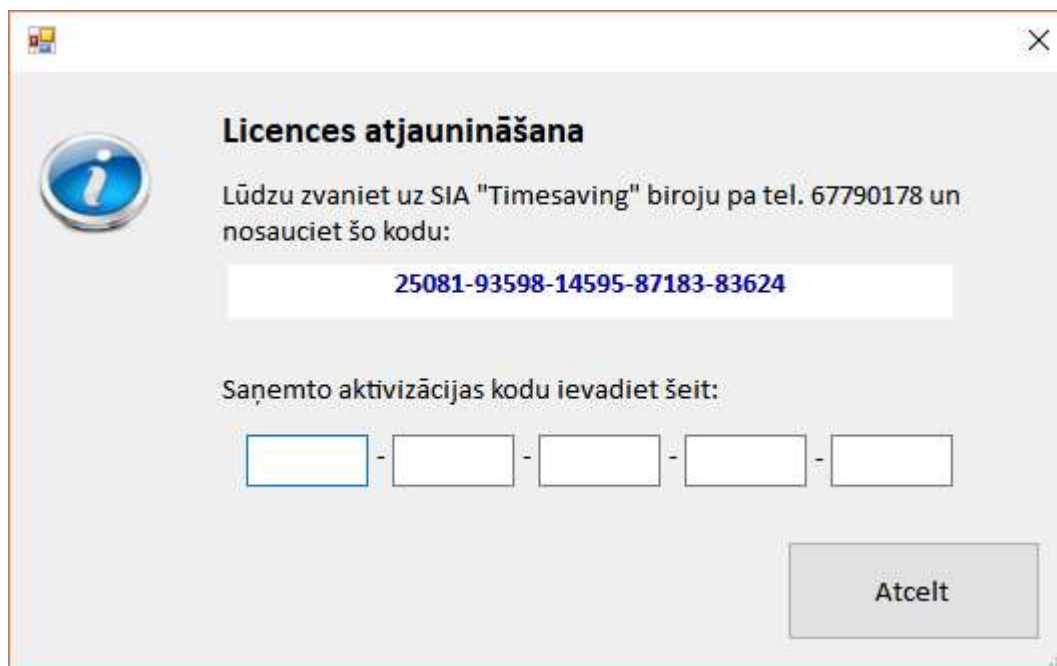 Licences atjaunināšana
Lūdzu zvaniet uz SIA "Timesaving" biroju pa tel. 67790178 un
nosauciet šo kodu:
25081-93598-14595-87183-83624
Saņemto aktivizācijas kodu ievadiet šeit:
- - - -
Atcelt